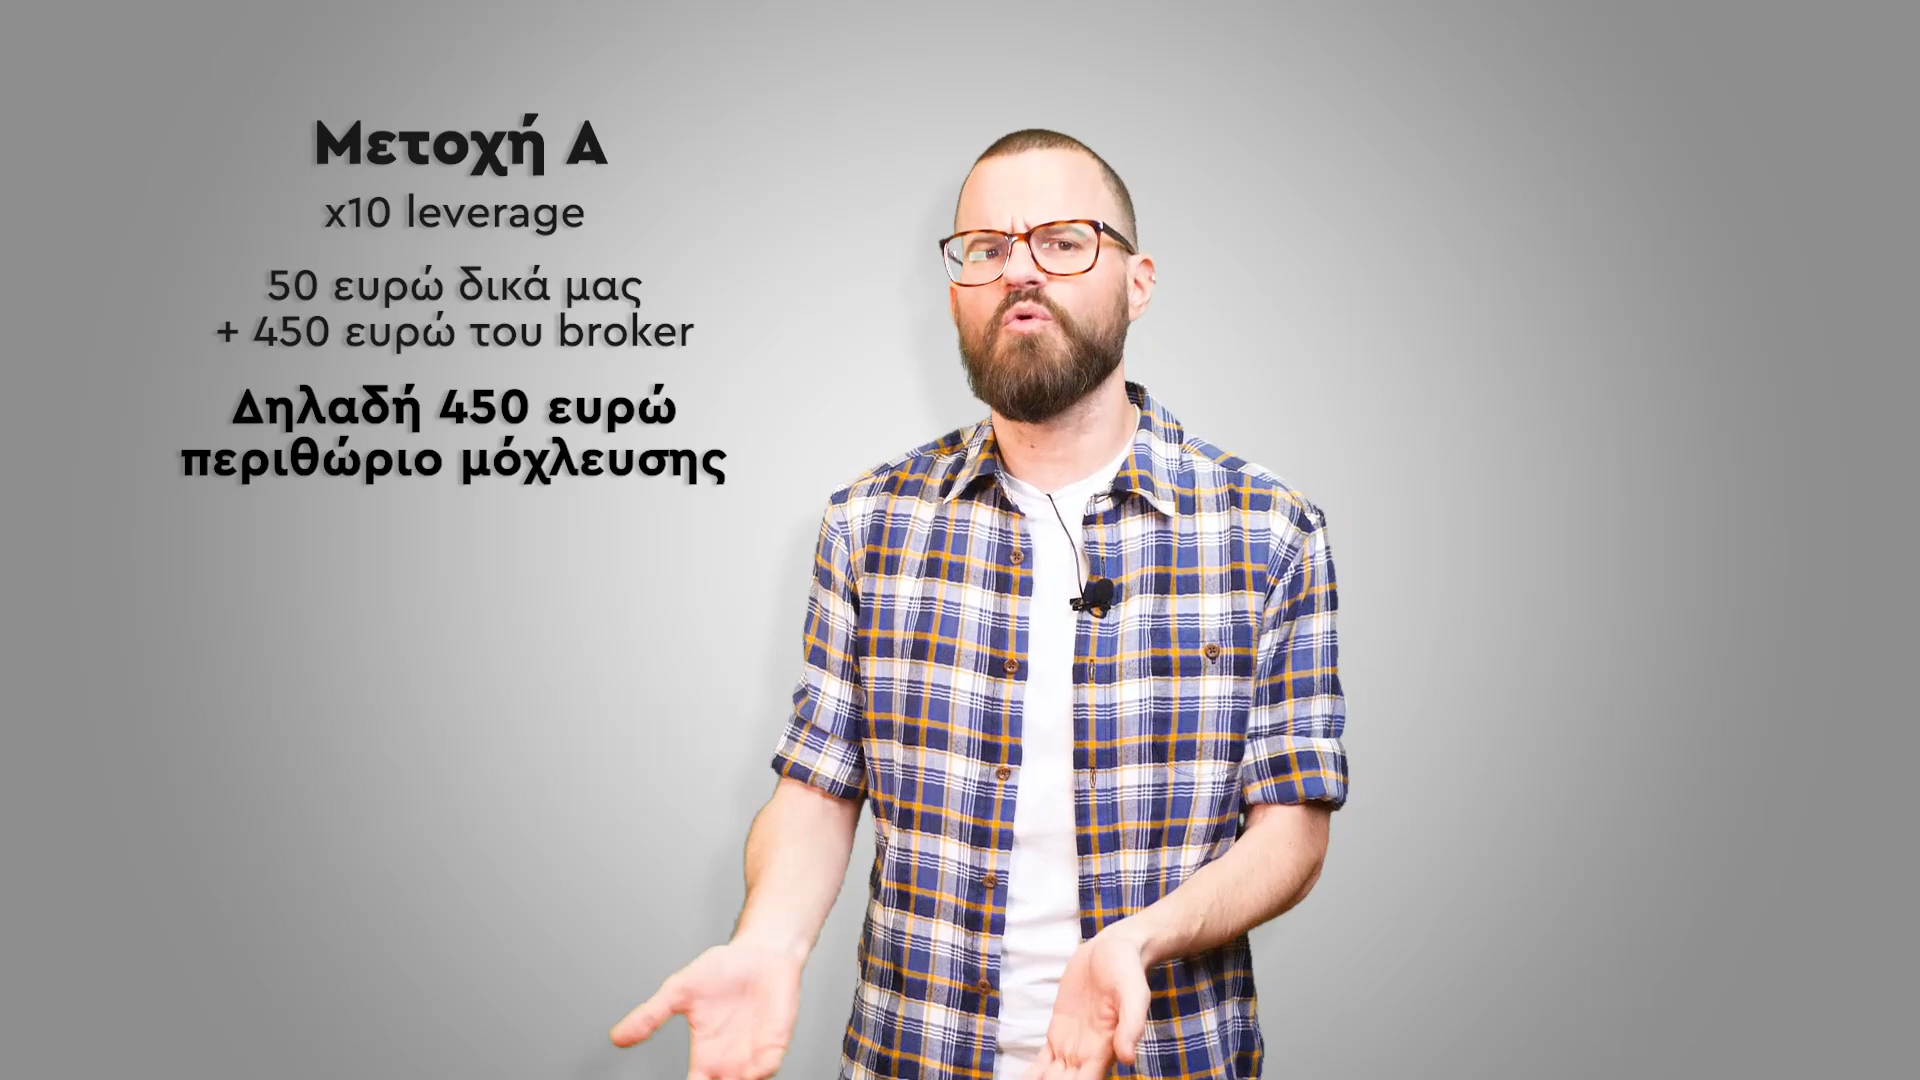 Μετοχή Α
x10 leverage
50 ευρώ δικά μας
+ 450 ευρώ του broker
Δηλαδή 450 ευρώ
περιθώριο μόχλευσης